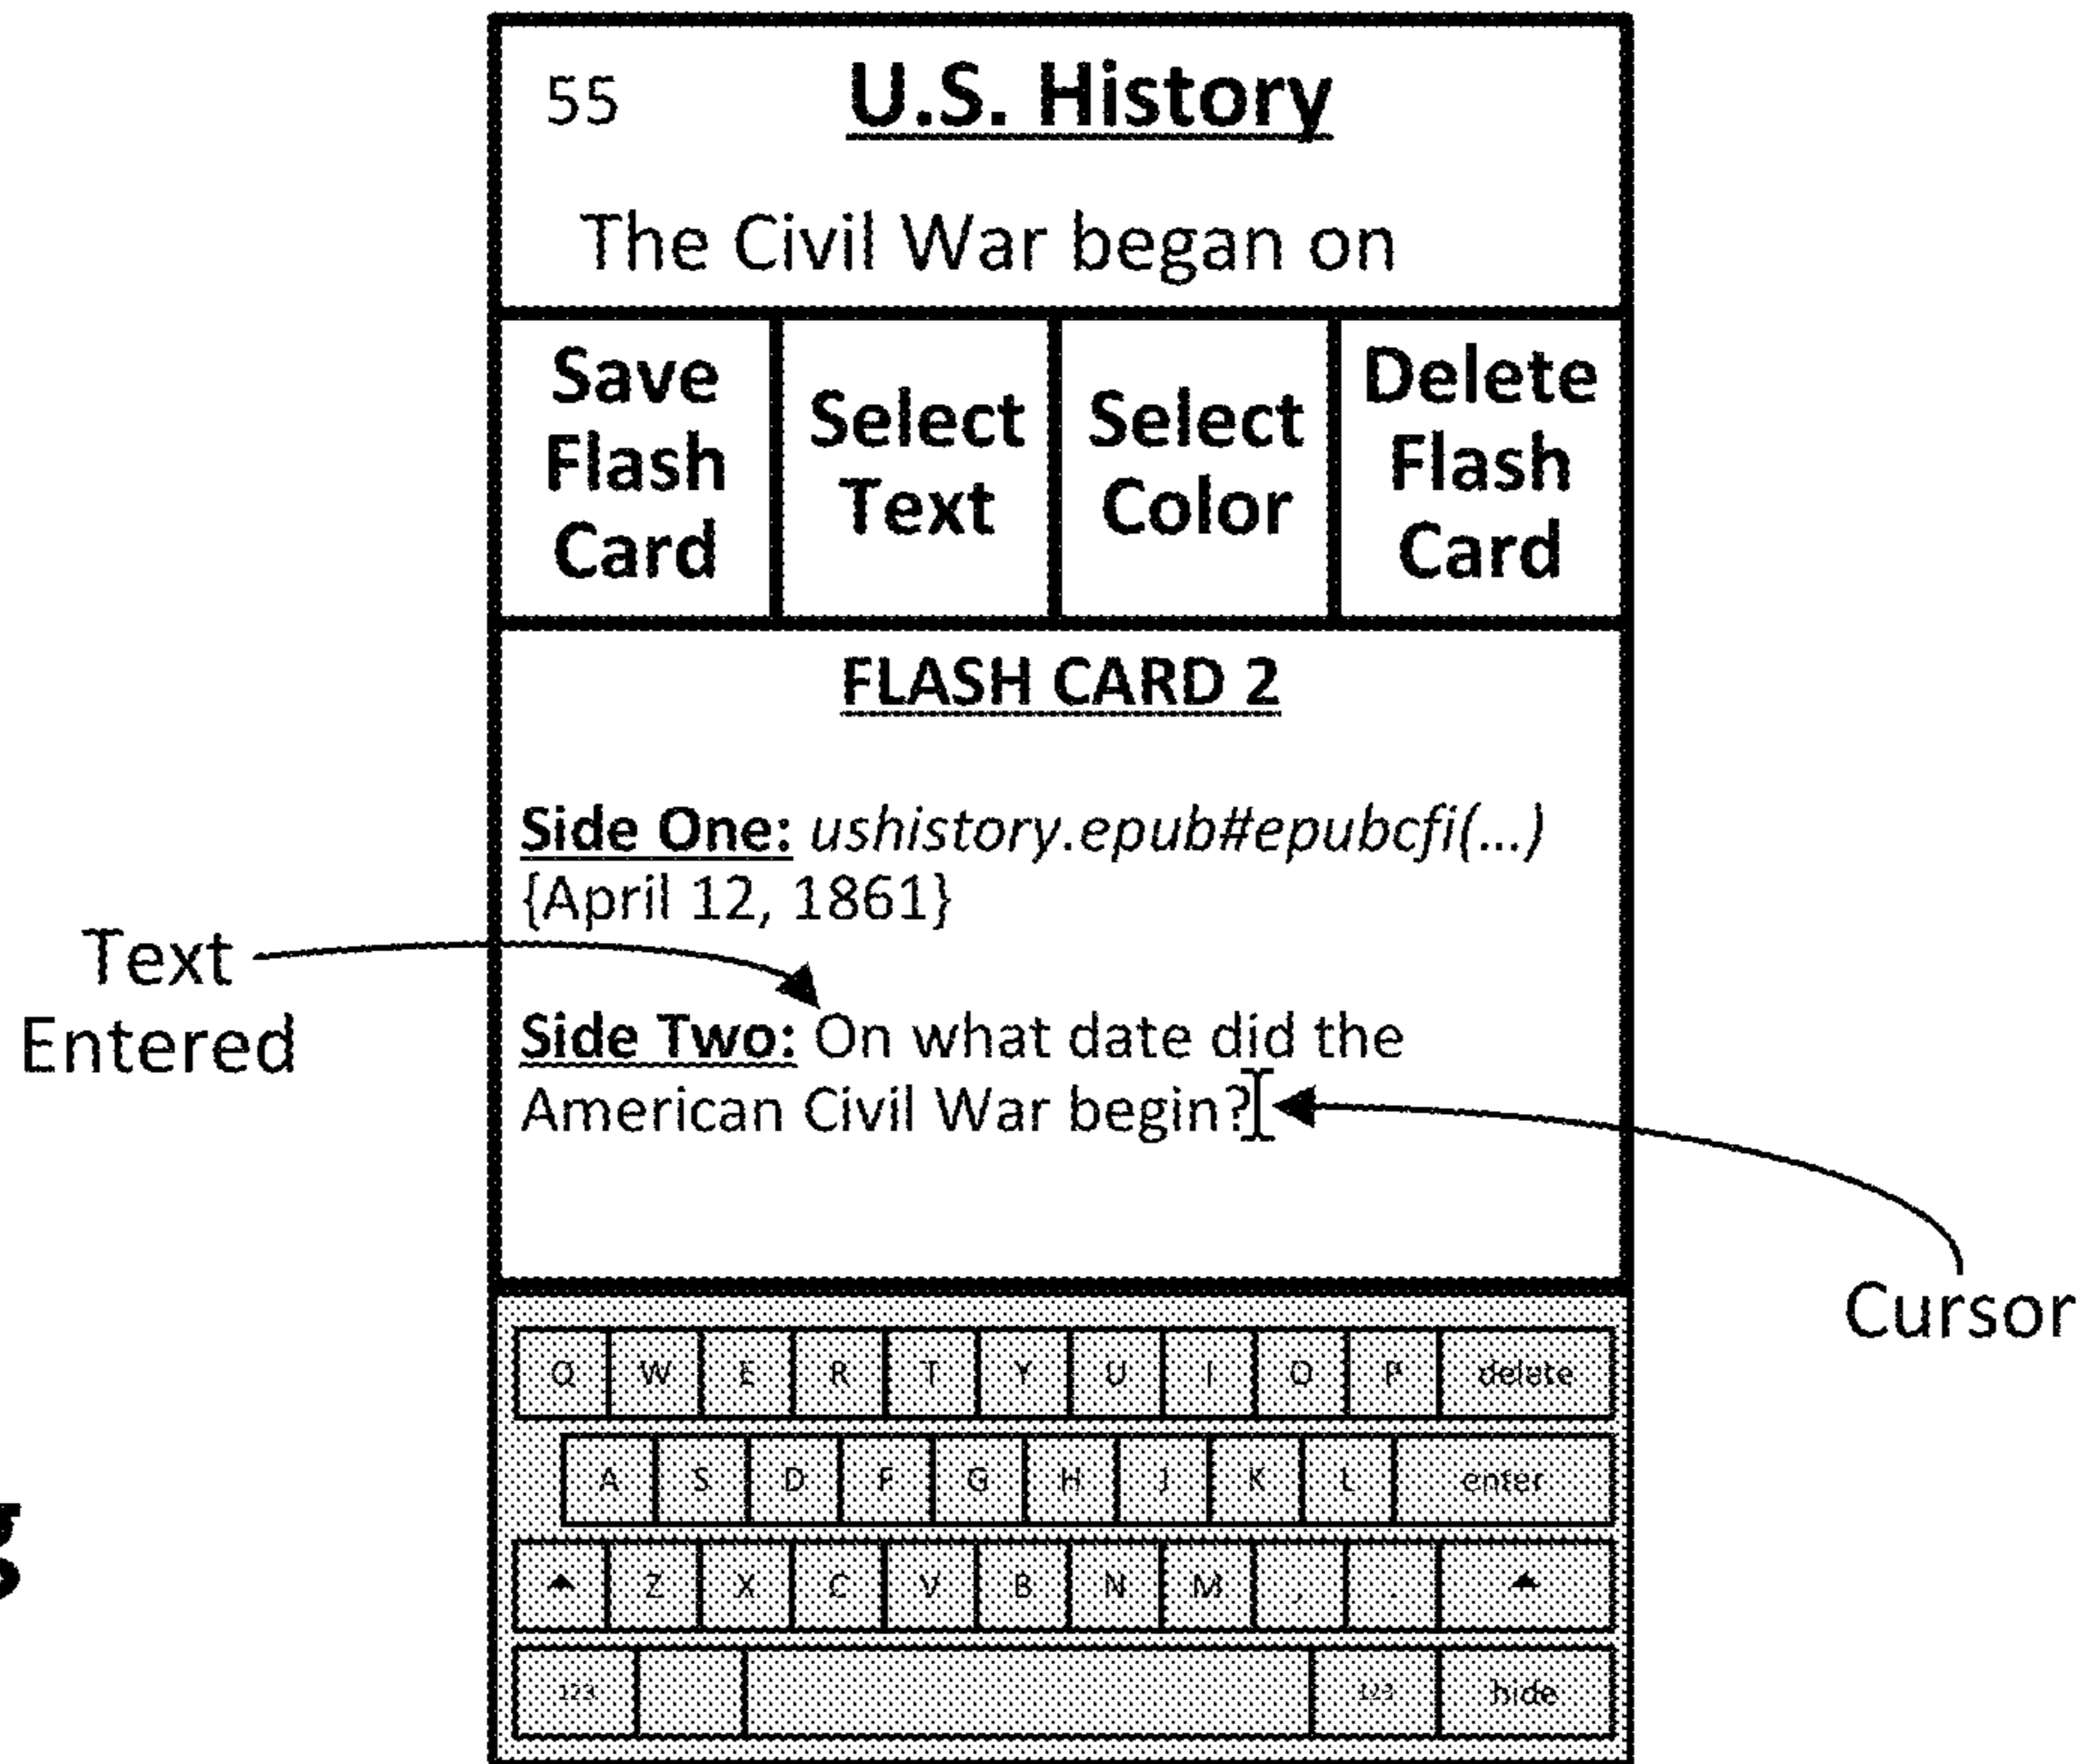 55 U.S. History
The Civil War began on
Save Flash Card
Select Text
Select Color
Delete Flash Card
FLASH CARD 2
Side One: ushistory.epub#epubcfi(...)
{April 12, 1861}
Text
Entered
Side Two: On what date did the
American Civil War begin?
Cursor
Q W E R T Y U I O P delete
A S D F G H J K L enter
Z X C V B N M , .
123 123 hide